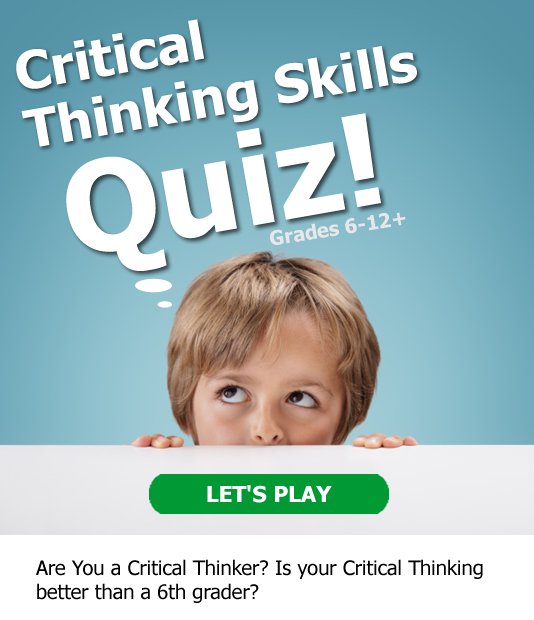 Critical
Thinking Skills
Quiz!
Grades 6-12+
LET'S PLAY
Are You a Critical Thinker? Is your Critical Thinking
better than a 6th grader?